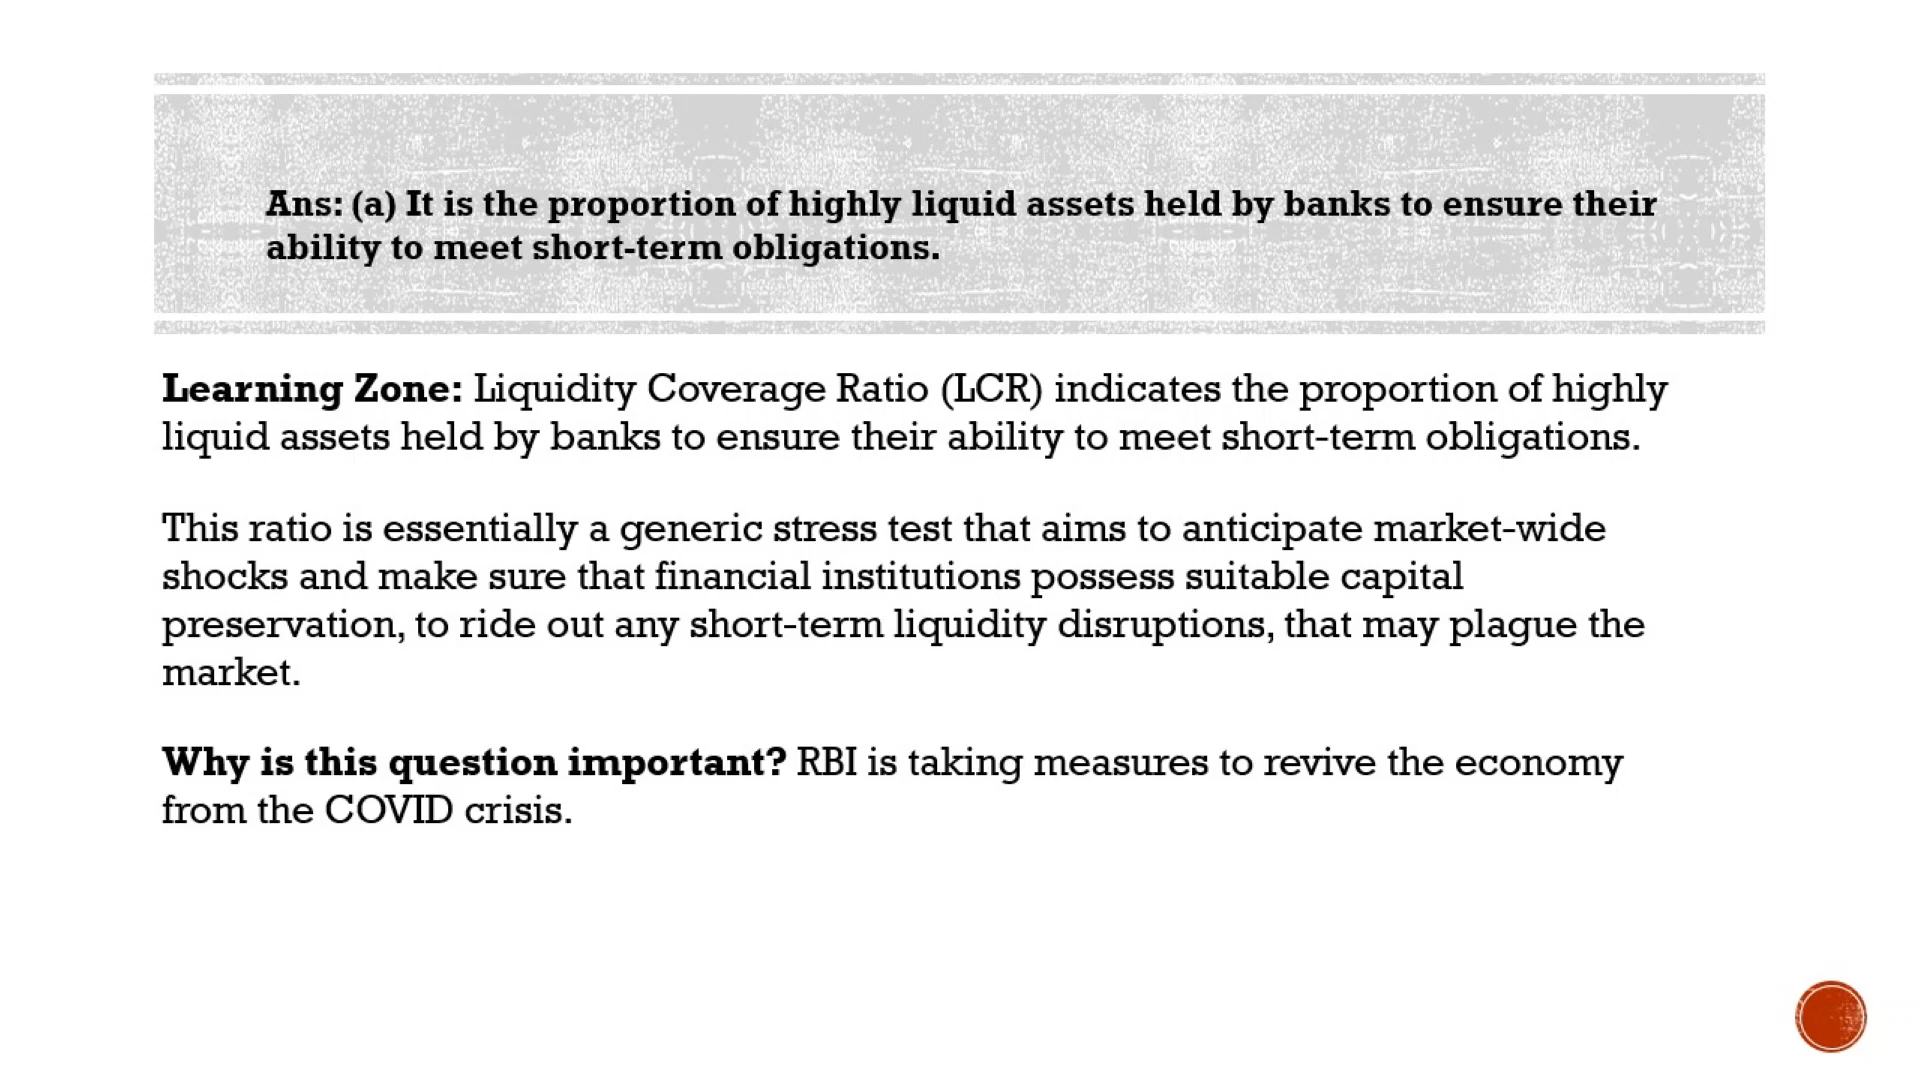 Ans: (a) It is the proportion of highly liquid assets held by banks to ensure their
ability to meet short-term obligations.
Learning Zone: Liquidity Coverage Ratio (LCR) indicates the proportion of highly
liquid assets held by banks to ensure their ability to meet short-term obligations.
This ratio is essentially a generic stress test that aims to anticipate market-wide
shocks and make sure that financial institutions possess suitable capital
preservation, to ride out any short-term liquidity disruptions, that may plague the
market.
Why is this question important? RBI is taking measures to revive the economy
from the COVID crisis.